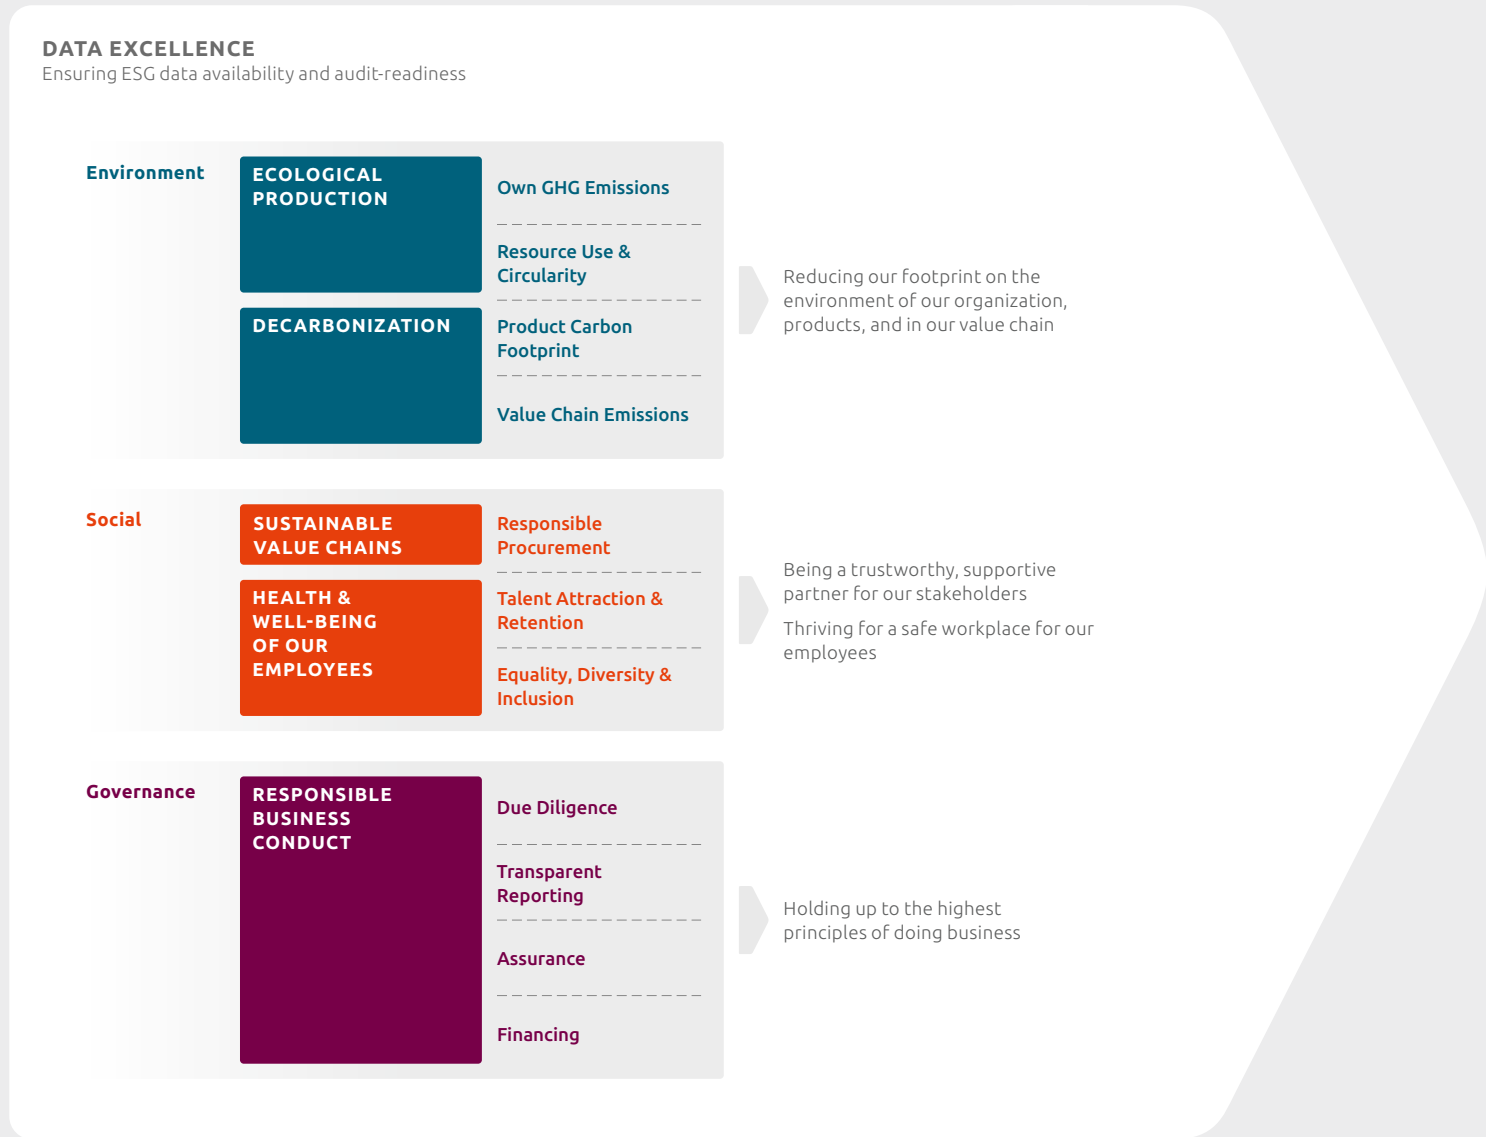 DATA EXCELLENCE
Ensuring ESG data availability and audit-readiness
Environment
ECOLOGICAL
PRODUCTION
Own GHG Emissions
Resource Use &
Circularity
DECARBONIZATION
Product Carbon
Footprint
Value Chain Emissions
Reducing our footprint on the
environment of our organization,
products, and in our value chain
Social
SUSTAINABLE
VALUE CHAINS
Responsible
Procurement
HEALTH &
WELL-BEING
OF OUR
EMPLOYEES
Talent Attraction &
Retention
Equality, Diversity &
Inclusion
Being a trustworthy, supportive
partner for our stakeholders
Thriving for a safe workplace for our
employees
Governance
RESPONSIBLE
BUSINESS
CONDUCT
Due Diligence
Transparent
Reporting
Assurance
Financing
Holding up to the highest
principles of doing business